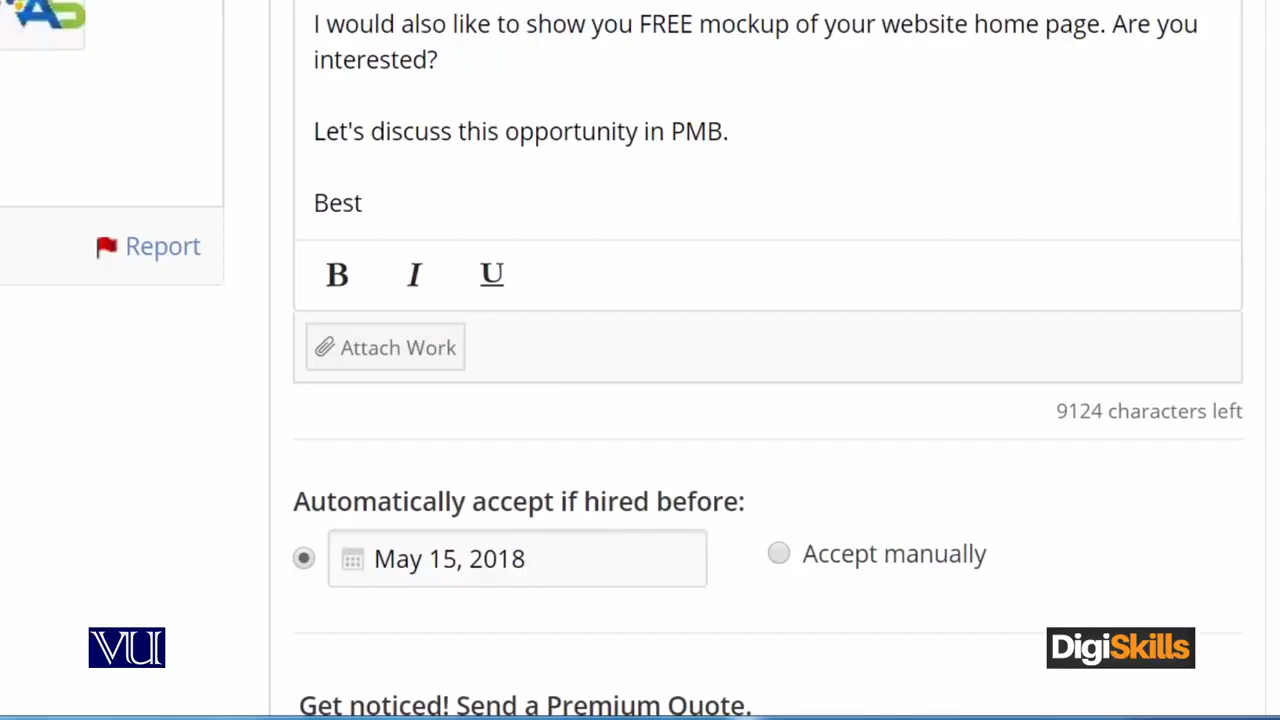 I would also like to show you FREE mockup of your website home page. Are you
interested?
Let's discuss this opportunity in PMB.
Best
Report
B I U
Attach Work
9124 characters left
Automatically accept if hired before:
May 15, 2018
Accept manually
VU
DigiSkills
Get noticed! Send a Premium Quote.